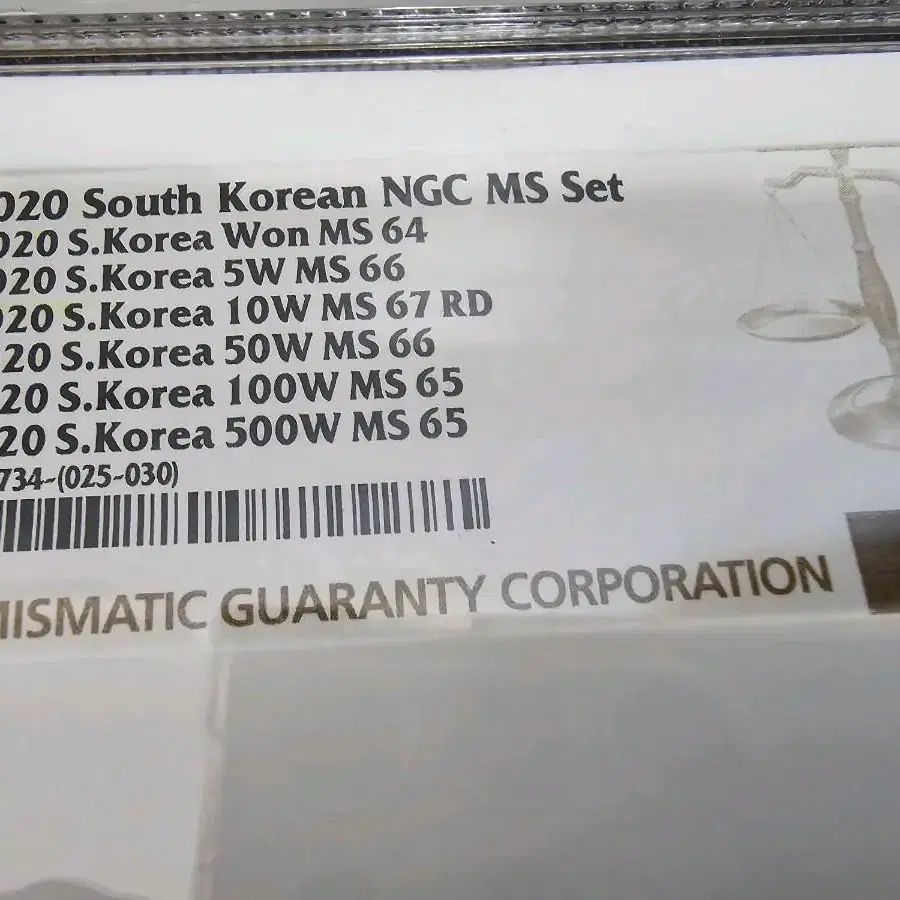 020 South Korean NGC MS Set
020 S.Korea Won MS 64
020 S.Korea 5W MS 66
020 S.Korea 10W MS 67 RD
20 S.Korea 50W MS 66
20 S.Korea 100W MS 65
20 S.Korea 500W MS 65
734-(025-030)
MISMATIC GUARANTY CORPORATION